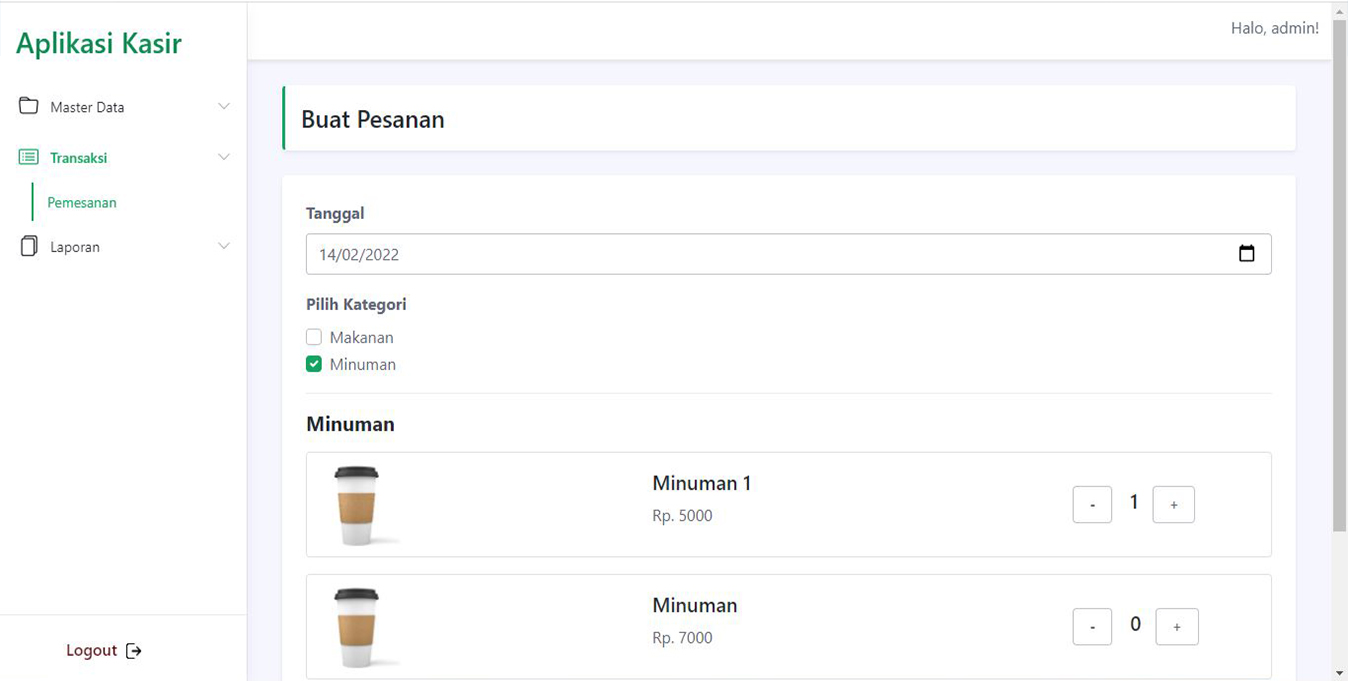 Aplikasi Kasir
Halo, admin!
Master Data
Transaksi
Pemesanan
Laporan
Logout
Buat Pesanan
Tanggal
14/02/2022
Pilih Kategori
Makanan
Minuman
Minuman
Minuman 1
Rp. 5000
- 1 +
Minuman
Rp. 7000
- 0 +